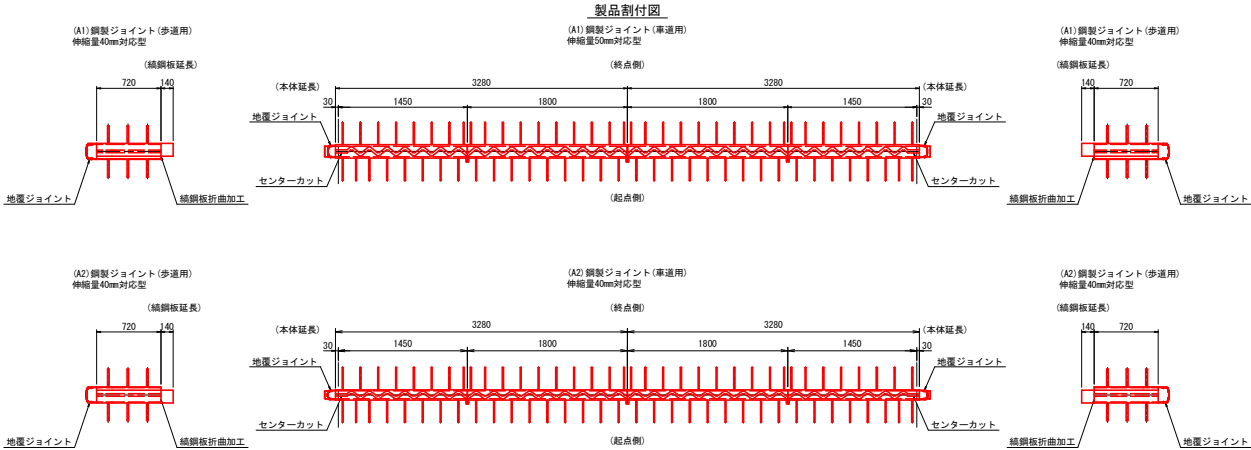 製品割付図
(A1)鋼製ジョイント(歩道用)
伸縮量40mm対応型
(縞鋼板延長)
720
140
地覆ジョイント
縞鋼板折曲加工
(A1)鋼製ジョイント(車道用)
伸縮量50mm対応型
(終点側)
(本体延長)
3280
3280
(本体延長)
30
1450
1800
1800
1450
30
地覆ジョイント
地覆ジョイント
センターカット
センターカット
(起点側)
(A1)鋼製ジョイント(歩道用)
伸縮量40mm対応型
(縞鋼板延長)
140
720
縞鋼板折曲加工
地覆ジョイント
(A2)鋼製ジョイント(歩道用)
伸縮量40mm対応型
(縞鋼板延長)
720
140
地覆ジョイント
縞鋼板折曲加工
(A2)鋼製ジョイント(車道用)
伸縮量40mm対応型
(終点側)
(本体延長)
3280
3280
(本体延長)
30
1450
1800
1800
1450
30
地覆ジョイント
地覆ジョイント
センターカット
センターカット
(起点側)
(A2)鋼製ジョイント(歩道用)
伸縮量40mm対応型
(縞鋼板延長)
140
720
縞鋼板折曲加工
地覆ジョイント